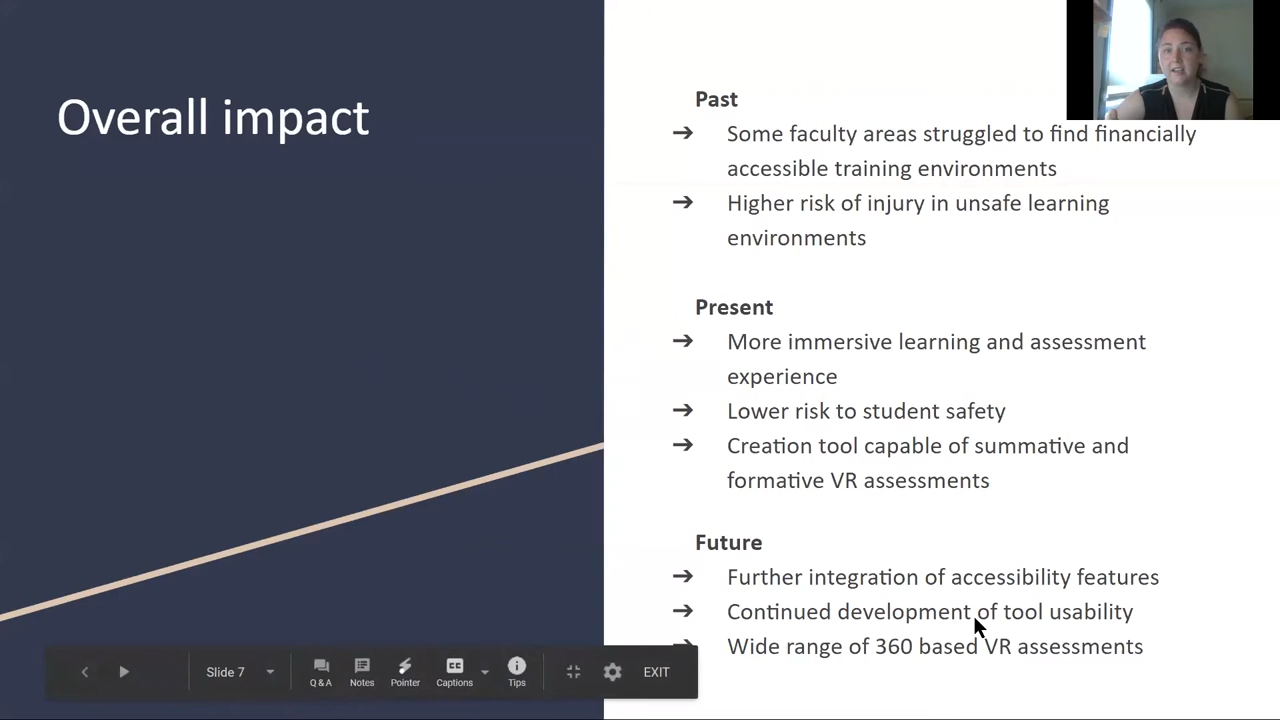 Overall impact
Past
➔ Some faculty areas struggled to find financially
accessible training environments
➔ Higher risk of injury in unsafe learning
environments
Present
➔ More immersive learning and assessment
experience
➔ Lower risk to student safety
➔ Creation tool capable of summative and
formative VR assessments
Future
➔ Further integration of accessibility features
➔ Continued development of tool usability
➔ Wide range of 360 based VR assessments
Slide 7
Q & A
Notes
Pointer
CC
Captions
Tips
EXIT